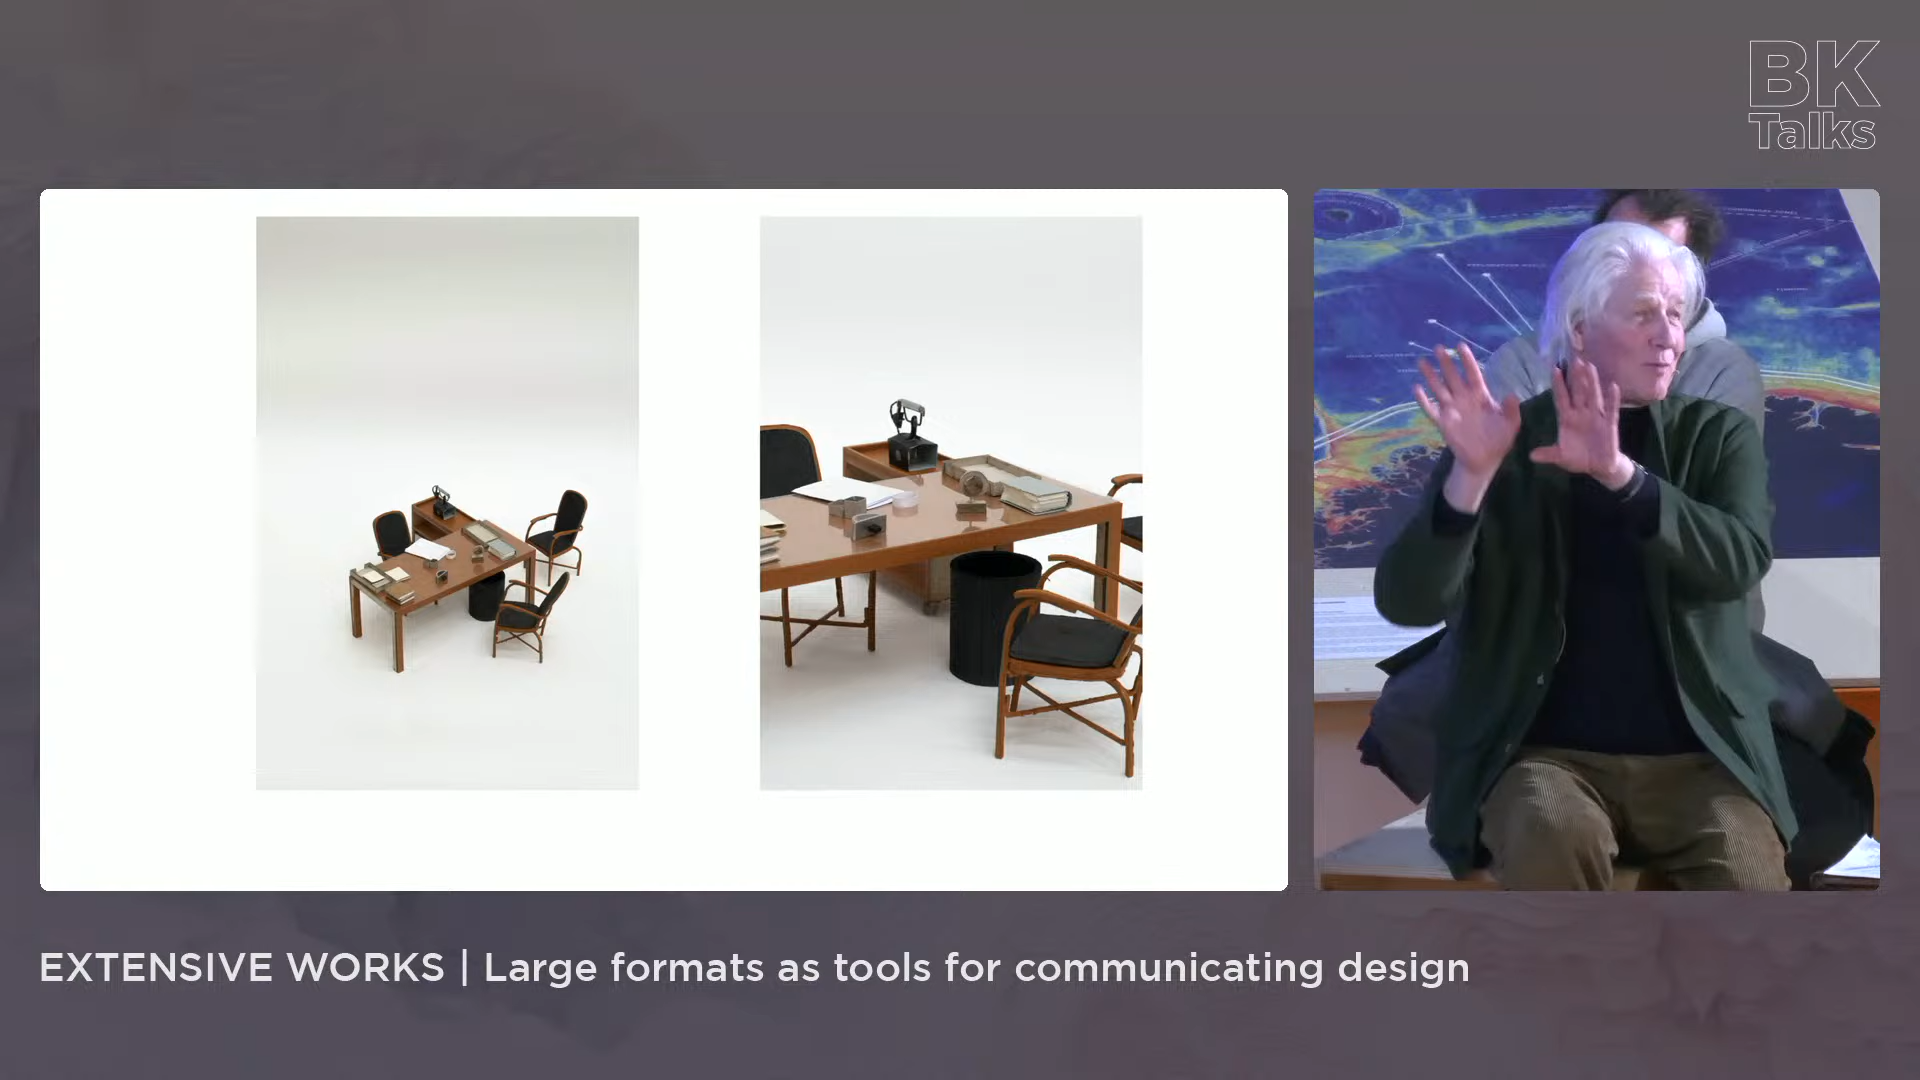 BK
Talks
EXTENSIVE WORKS | Large formats as tools for communicating design